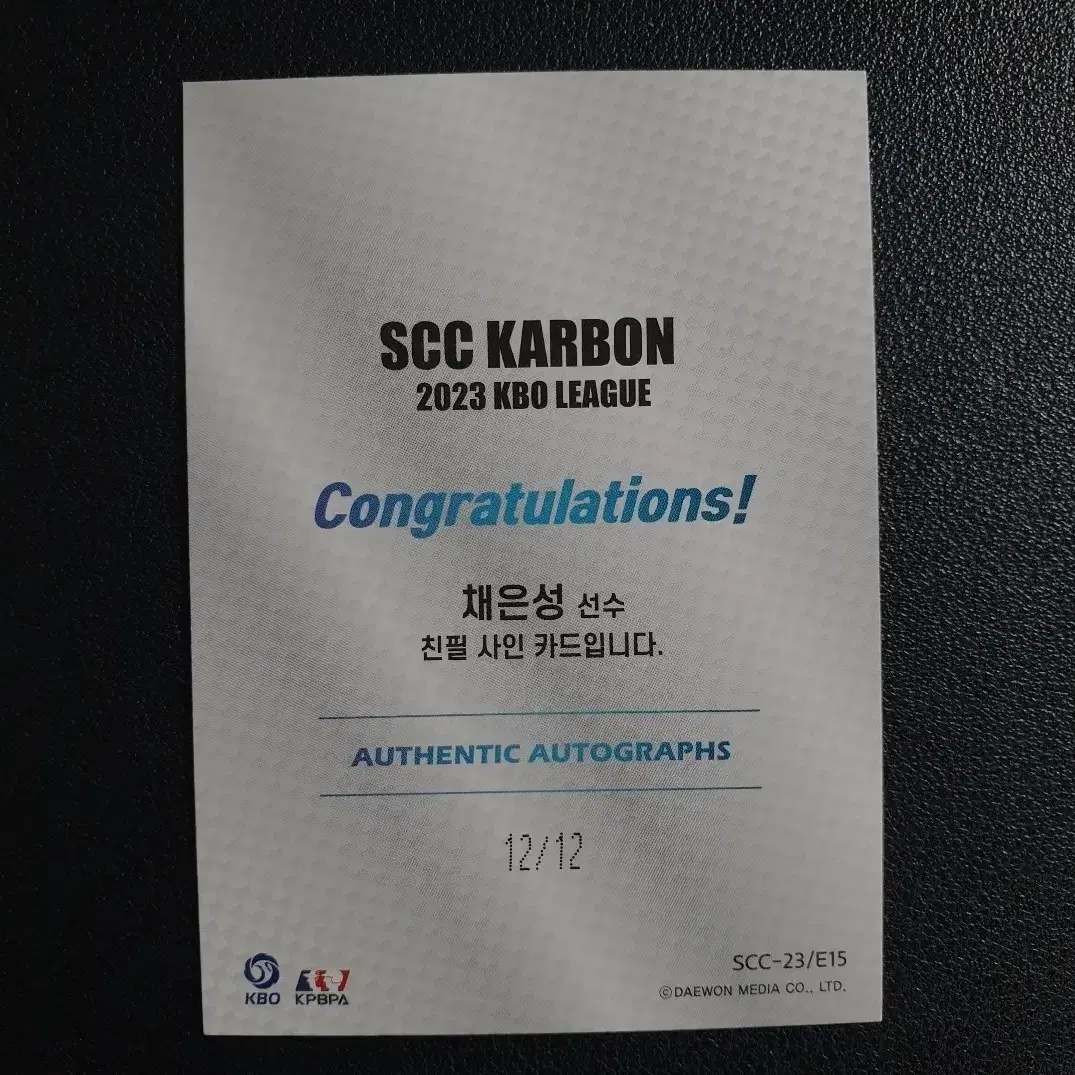 SCC KARBON
2023 KBO LEAGUE
Congratulations!
채은성 선수
친필 사인 카드입니다.
AUTHENTIC AUTOGRAPHS
12/12
KBO KPBPA
SCC-23/E15
©DAEWON MEDIA CO., LTD.